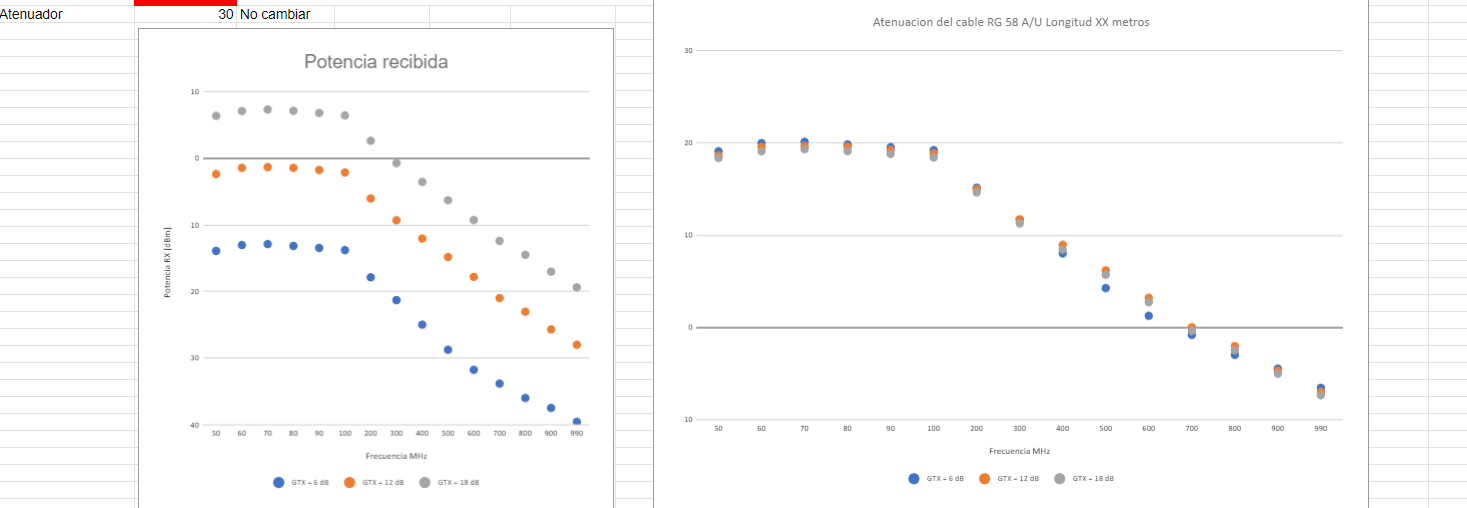 Atenuador 30 No cambiar
Potencia recibida
10
0
10
20
30
40
Potencia RX [dBm]
50 60 70 80 90 100 200 300 400 500 600 700 800 900 990
Frecuencia MHz
GTX = 6 dB GTX = 12 dB GTX = 18 dB
Atenuacion del cable RG 58 A/U Longitud XX metros
30
20
10
0
10
50 60 70 80 90 100 200 300 400 500 600 700 800 900 990
Frecuencia MHz
GTX = 6 dB GTX = 12 dB GTX = 18 dB